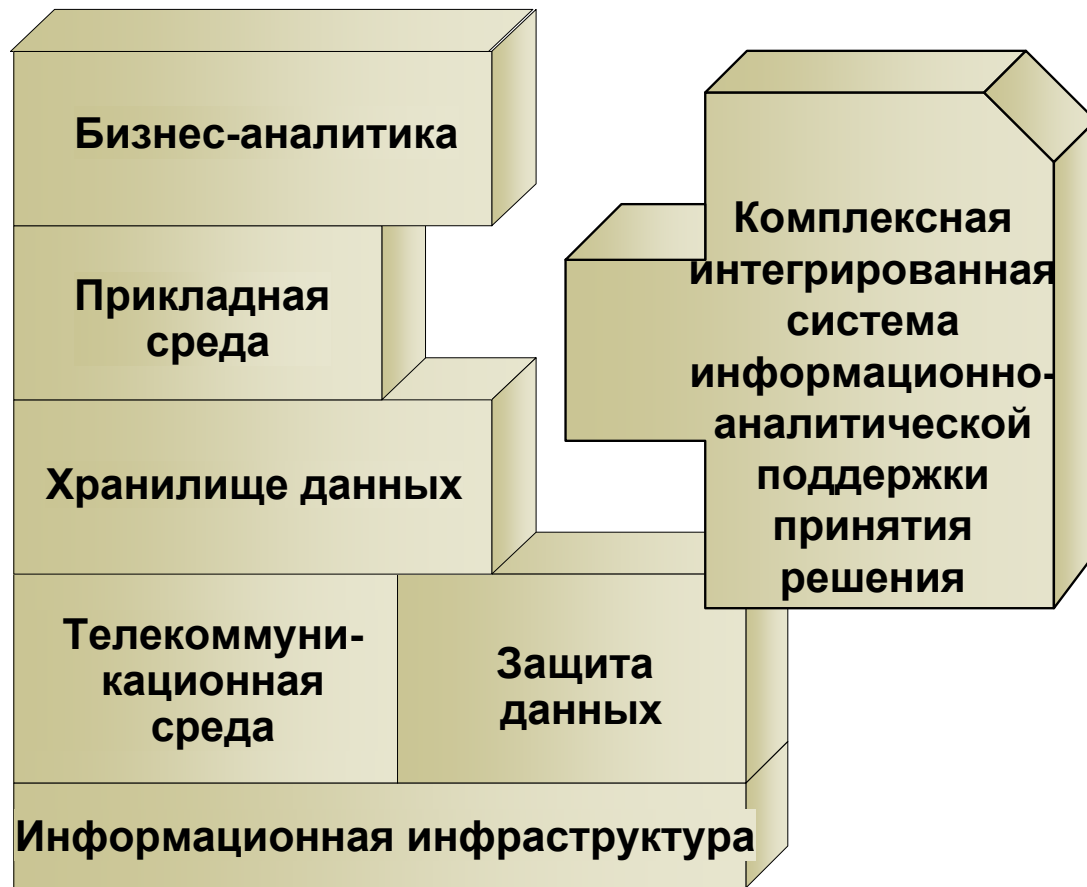 Бизнес-аналитика
Прикладная
среда
Хранилище данных
Телекоммуни-
кационная
среда
Защита
данных
Информационная инфраструктура
Комплексная
интегрированная
система
информационно-
аналитической
поддержки
принятия
решения